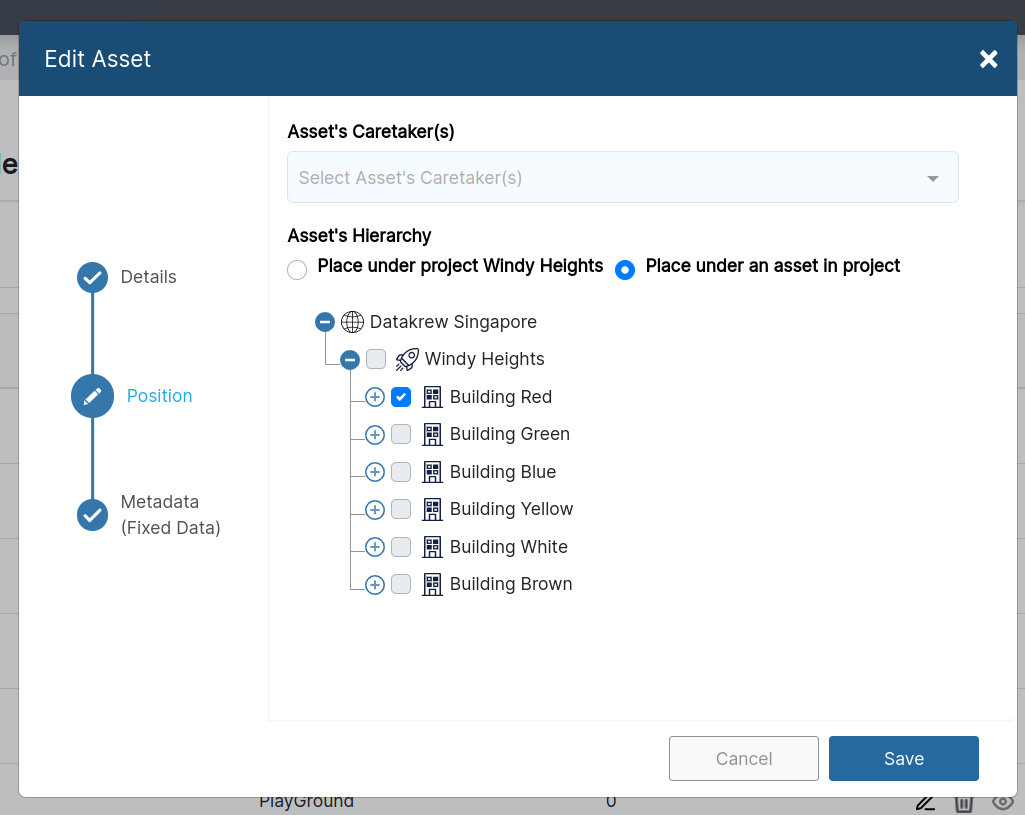 of
Edit Asset
le
Asset's Caretaker(s)
Select Asset's Caretaker(s)
Asset's Hierarchy
Place under project Windy Heights
Place under an asset in project
Details
Position
Metadata
(Fixed Data)
Datakrew Singapore
Windy Heights
Building Red
Building Green
Building Blue
Building Yellow
Building White
Building Brown
Cancel
Save
PlayGround 0